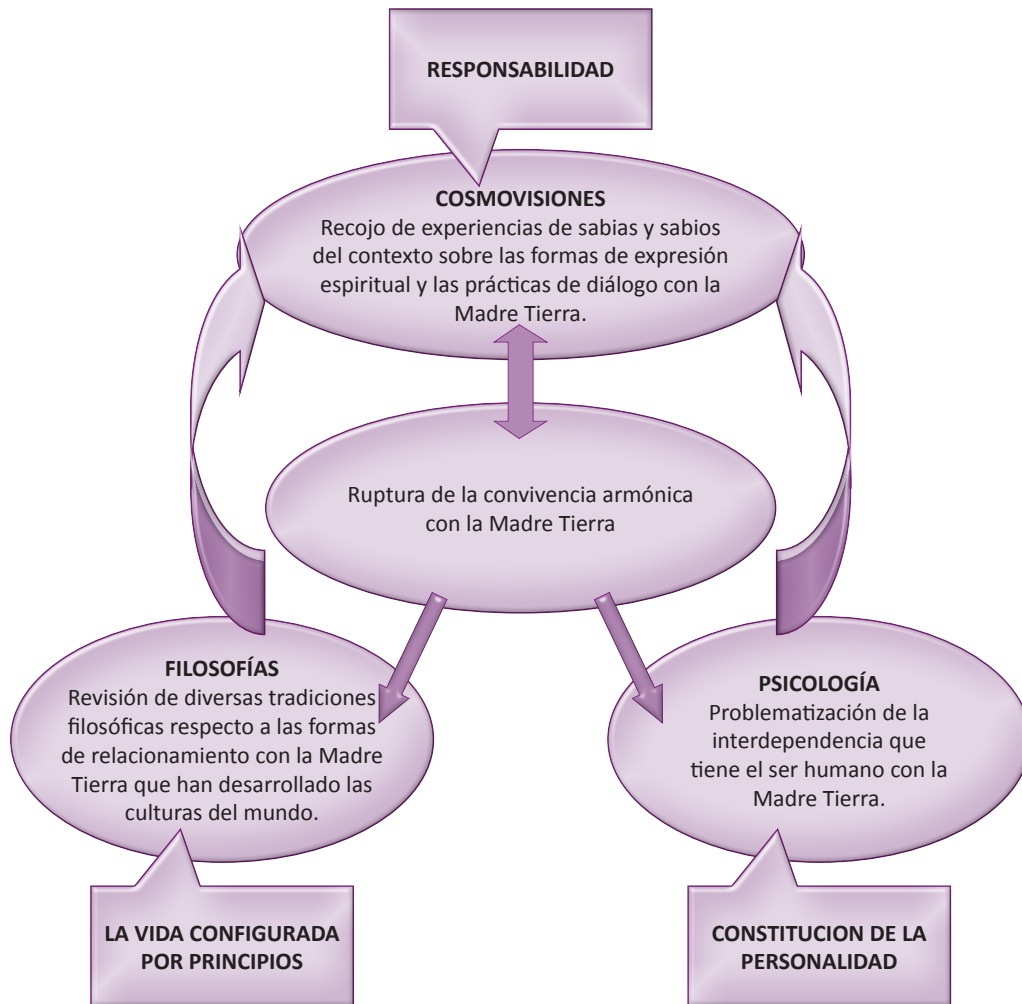 RESPONSABILIDAD
COSMOVISIONES
Recojo de experiencias de sabias y sabios
del contexto sobre las formas de expresión
espiritual y las prácticas de diálogo con la
Madre Tierra.
Ruptura de la convivencia armónica
con la Madre Tierra
FILOSOFÍAS
Revisión de diversas tradiciones
filosóficas respecto a las formas
de relacionamiento con la Madre
Tierra que han desarrollado las
culturas del mundo.
PSICOLOGÍA
Problematización de la
interdependencia que
tiene el ser humano con la
Madre Tierra.
LA VIDA CONFIGURADA
POR PRINCIPIOS
CONSTITUCION DE LA
PERSONALIDAD